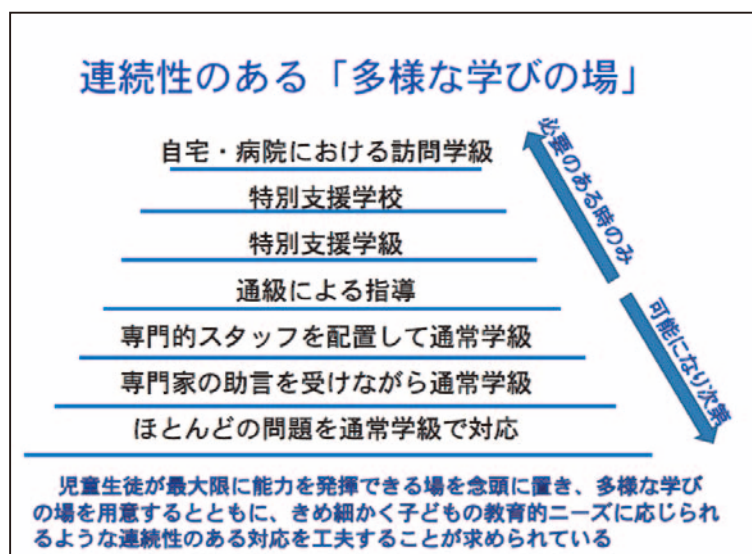 連続性のある「多様な学びの場」
自宅・病院における訪問学級
特別支援学校
特別支援学級
通級による指導
専門的スタッフを配置して通常学級
専門家の助言を受けながら通常学級
ほとんどの問題を通常学級で対応
必要のある時のみ
可能になり次第
児童生徒が最大限に能力を発揮できる場を念頭に置き、多様な学び
の場を用意するとともに、きめ細かく子どもの教育的ニーズに応じられ
るような連続性のある対応を工夫することが求められている